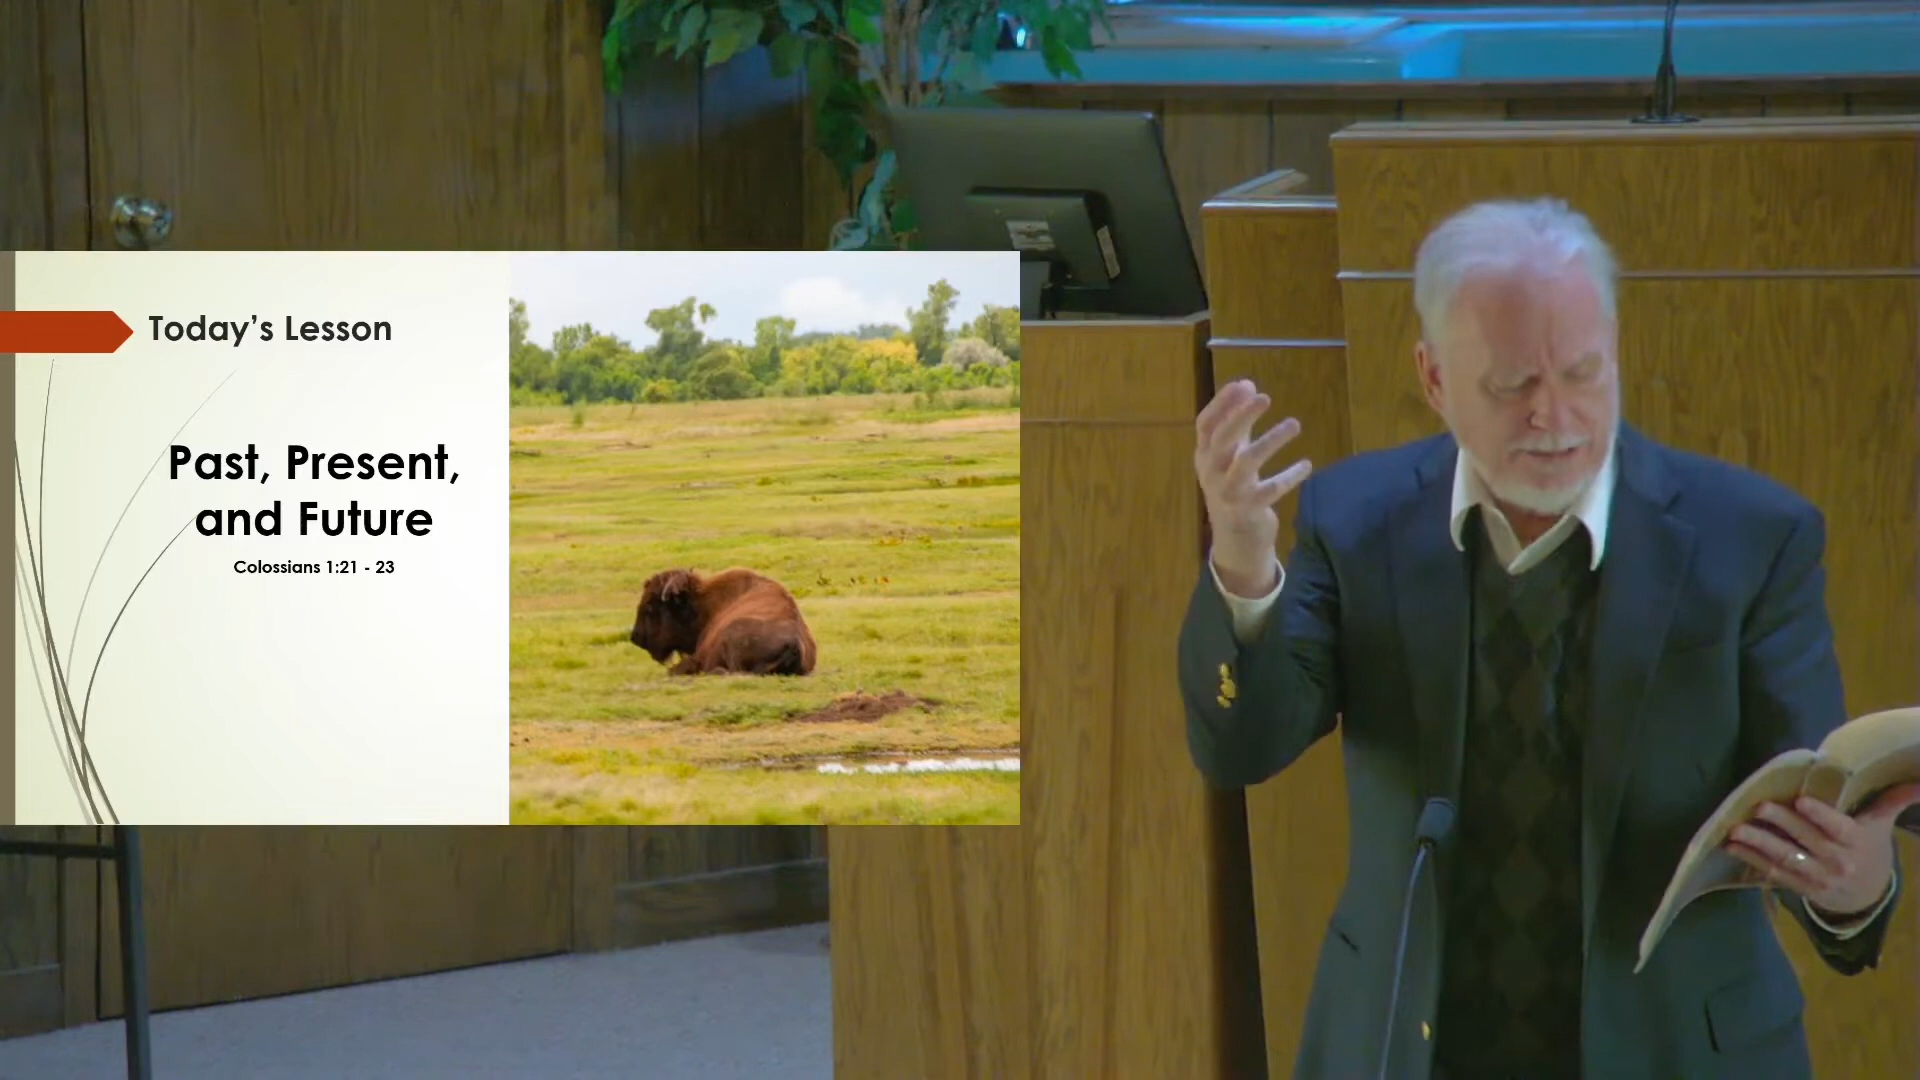 Today's Lesson
Past, Present,
and Future
Colossians 1:21 - 23